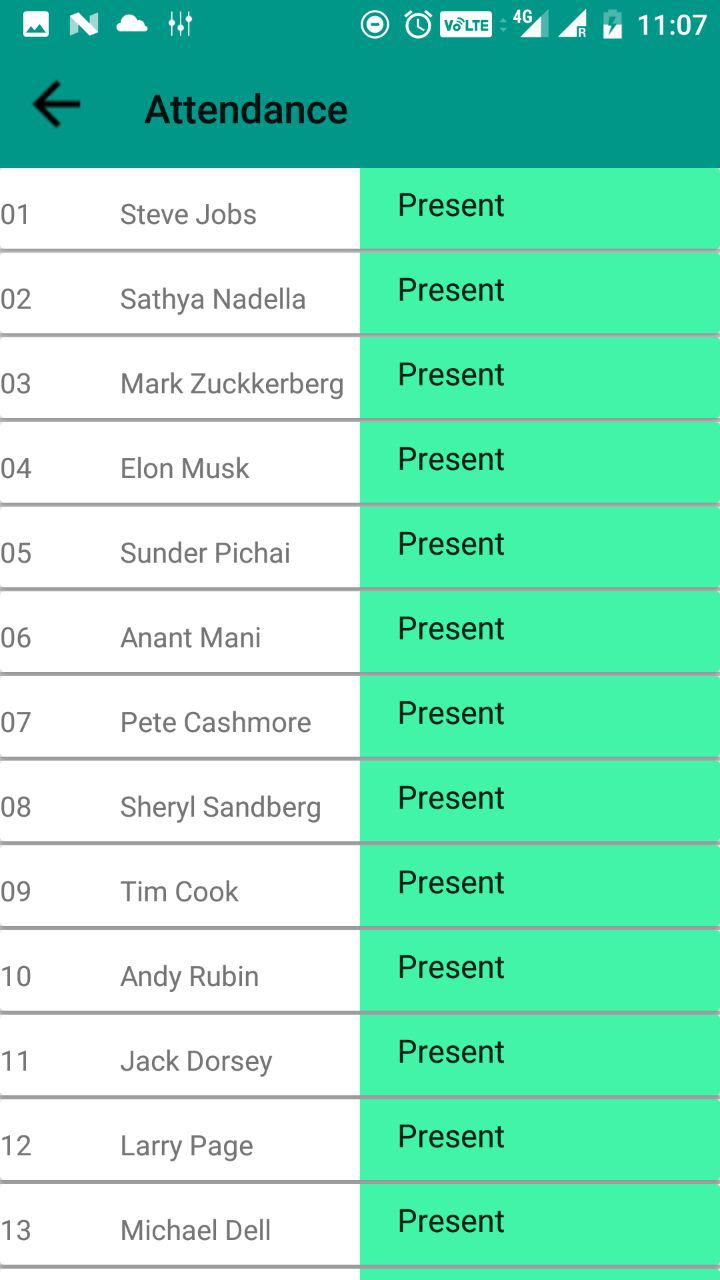 VoLTE 4G R 11:07
Attendance
01 Steve Jobs Present
02 Sathya Nadella Present
03 Mark Zuckkerberg Present
04 Elon Musk Present
05 Sunder Pichai Present
06 Anant Mani Present
07 Pete Cashmore Present
08 Sheryl Sandberg Present
09 Tim Cook Present
10 Andy Rubin Present
11 Jack Dorsey Present
12 Larry Page Present
13 Michael Dell Present